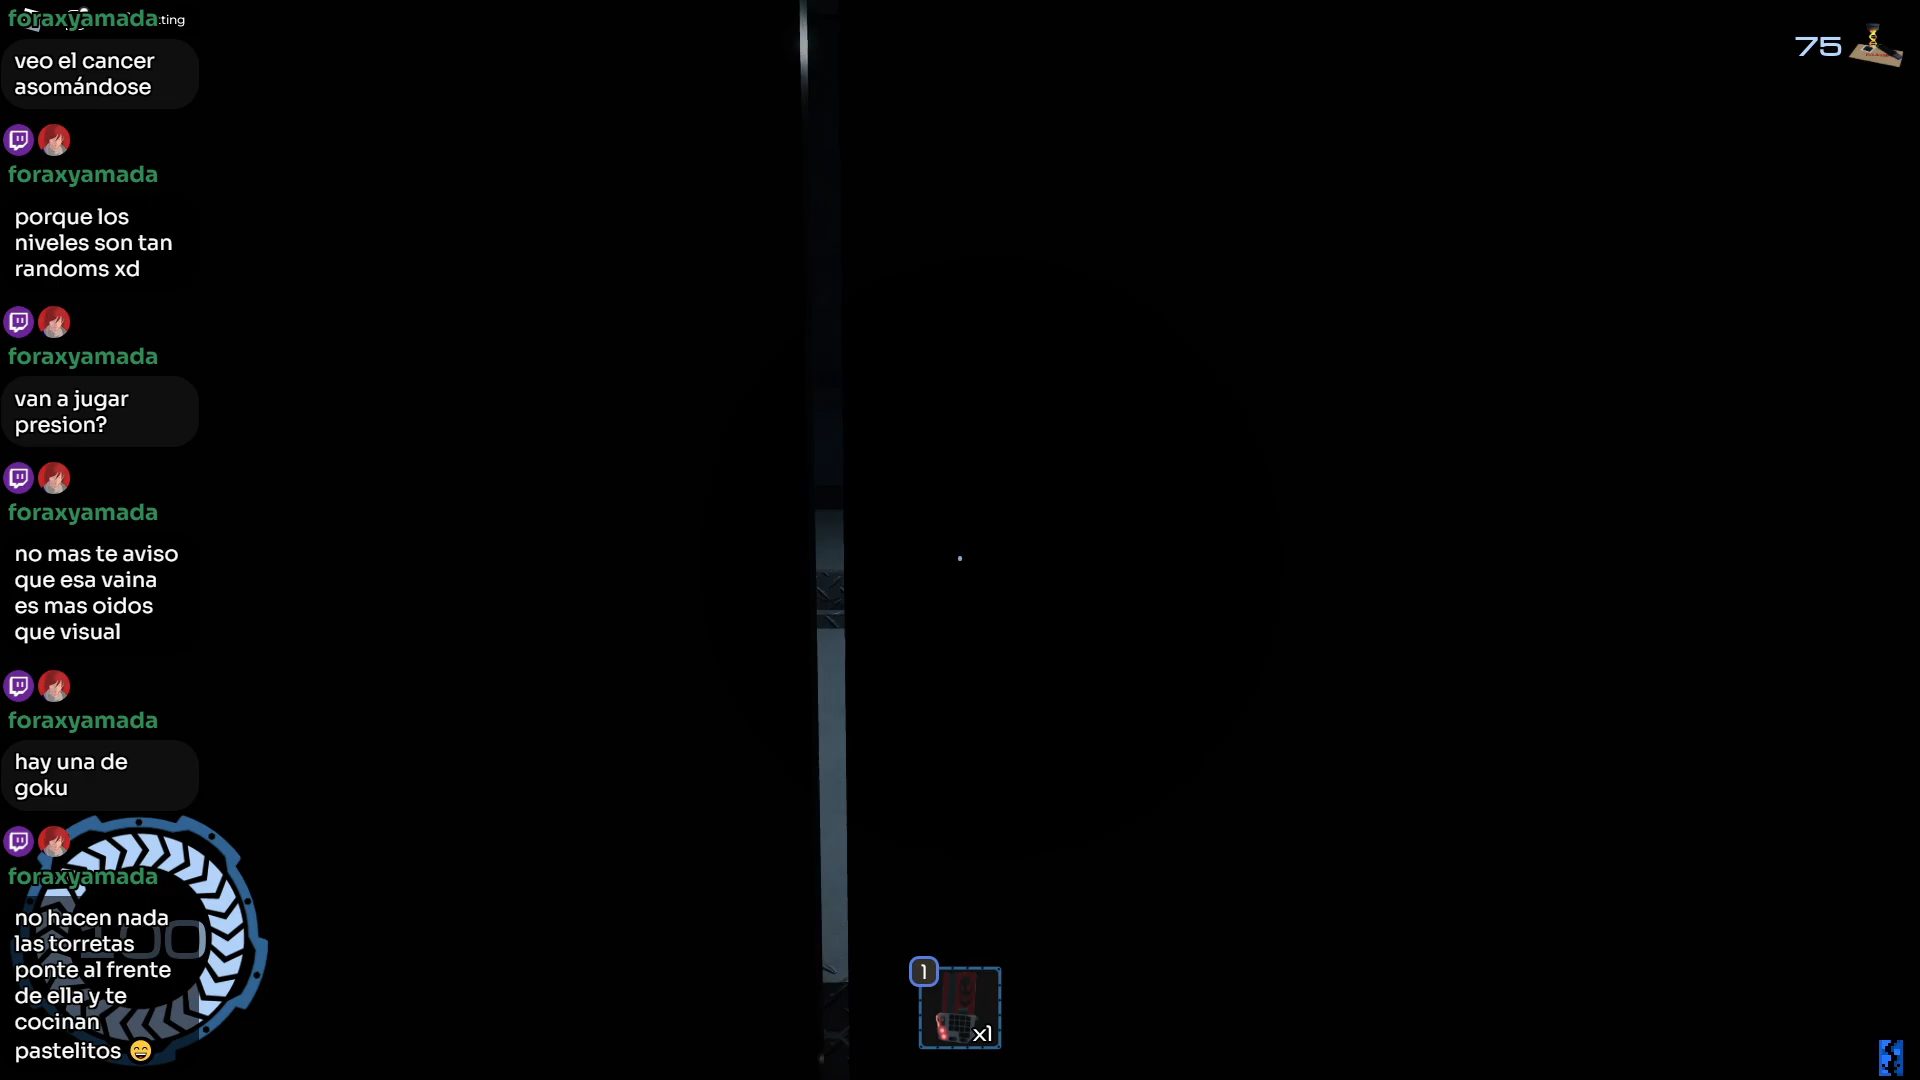 foraxyamada
ting
veo el cancer
asomándose
foraxyamada
porque los
niveles son tan
randoms xd
foraxyamada
van a jugar
presion?
foraxyamada
no mas te aviso
que esa vaina
es mas oidos
que visual
foraxyamada
hay una de
goku
foraxyamada
no hacen nada
las torretas
ponte al frente
de ella y te
cocinan
pastelitos 😄
100
75
1
x1